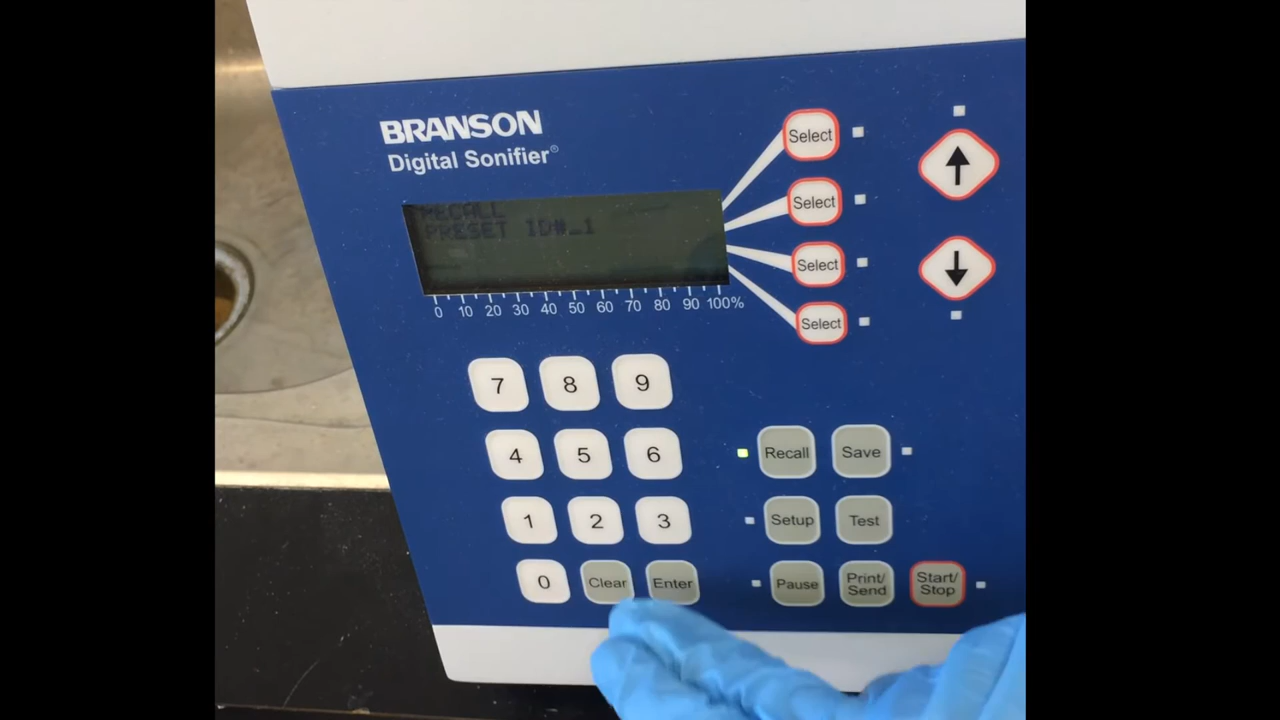 BRANSON
Digital Sonifier®
RECALL
PRESET ID#_1
0 10 20 30 40 50 60 70 80 90 100%
Select
Select
Select
Select
7 8 9
4 5 6
1 2 3
0 Clear Enter
Recall Save
Setup Test
Pause Print/Send Start/Stop